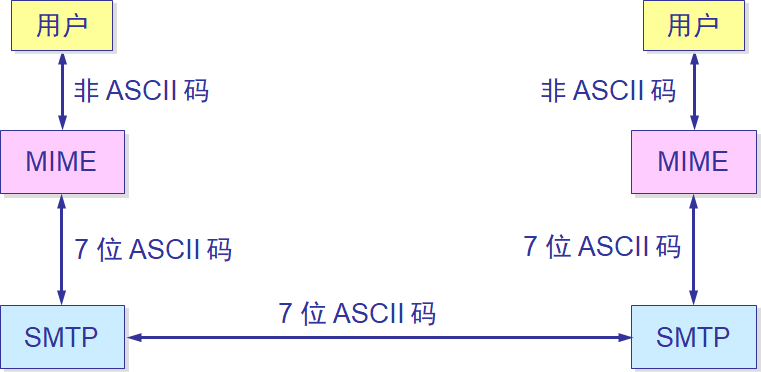 用户 用户
非 ASCII 码 非 ASCII 码
MIME MIME
7 位 ASCII 码 7 位 ASCII 码
7 位 ASCII 码
SMTP SMTP